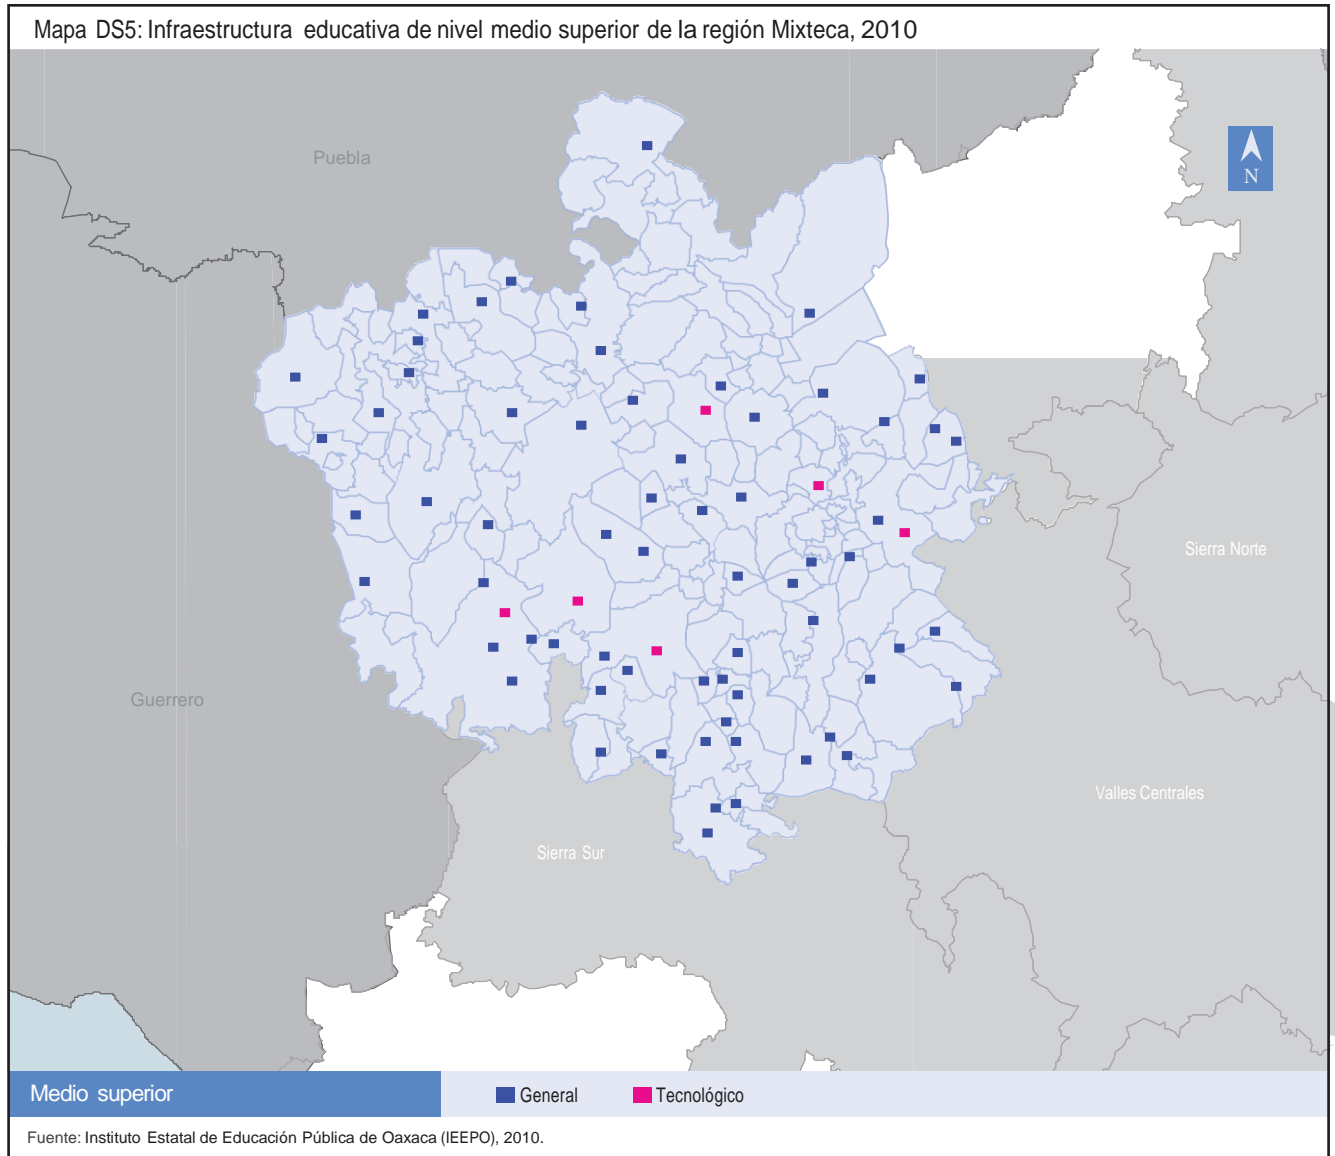 Mapa DS5: Infraestructura educativa de nivel medio superior de la región Mixteca, 2010
Puebla
N
Sierra Norte
Guerrero
Valles Centrales
Sierra Sur
Medio superior
General
Tecnológico
Fuente: Instituto Estatal de Educación Pública de Oaxaca (IEEPO), 2010.